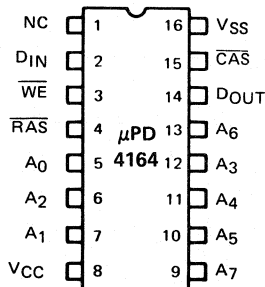 NC 1 16 VSS
DIN 2 15 CAS
WE 3 14 DOUT
RAS 4 µPD 13 A6
A0 5 4164 12 A3
A2 6 11 A4
A1 7 10 A5
VCC 8 9 A7